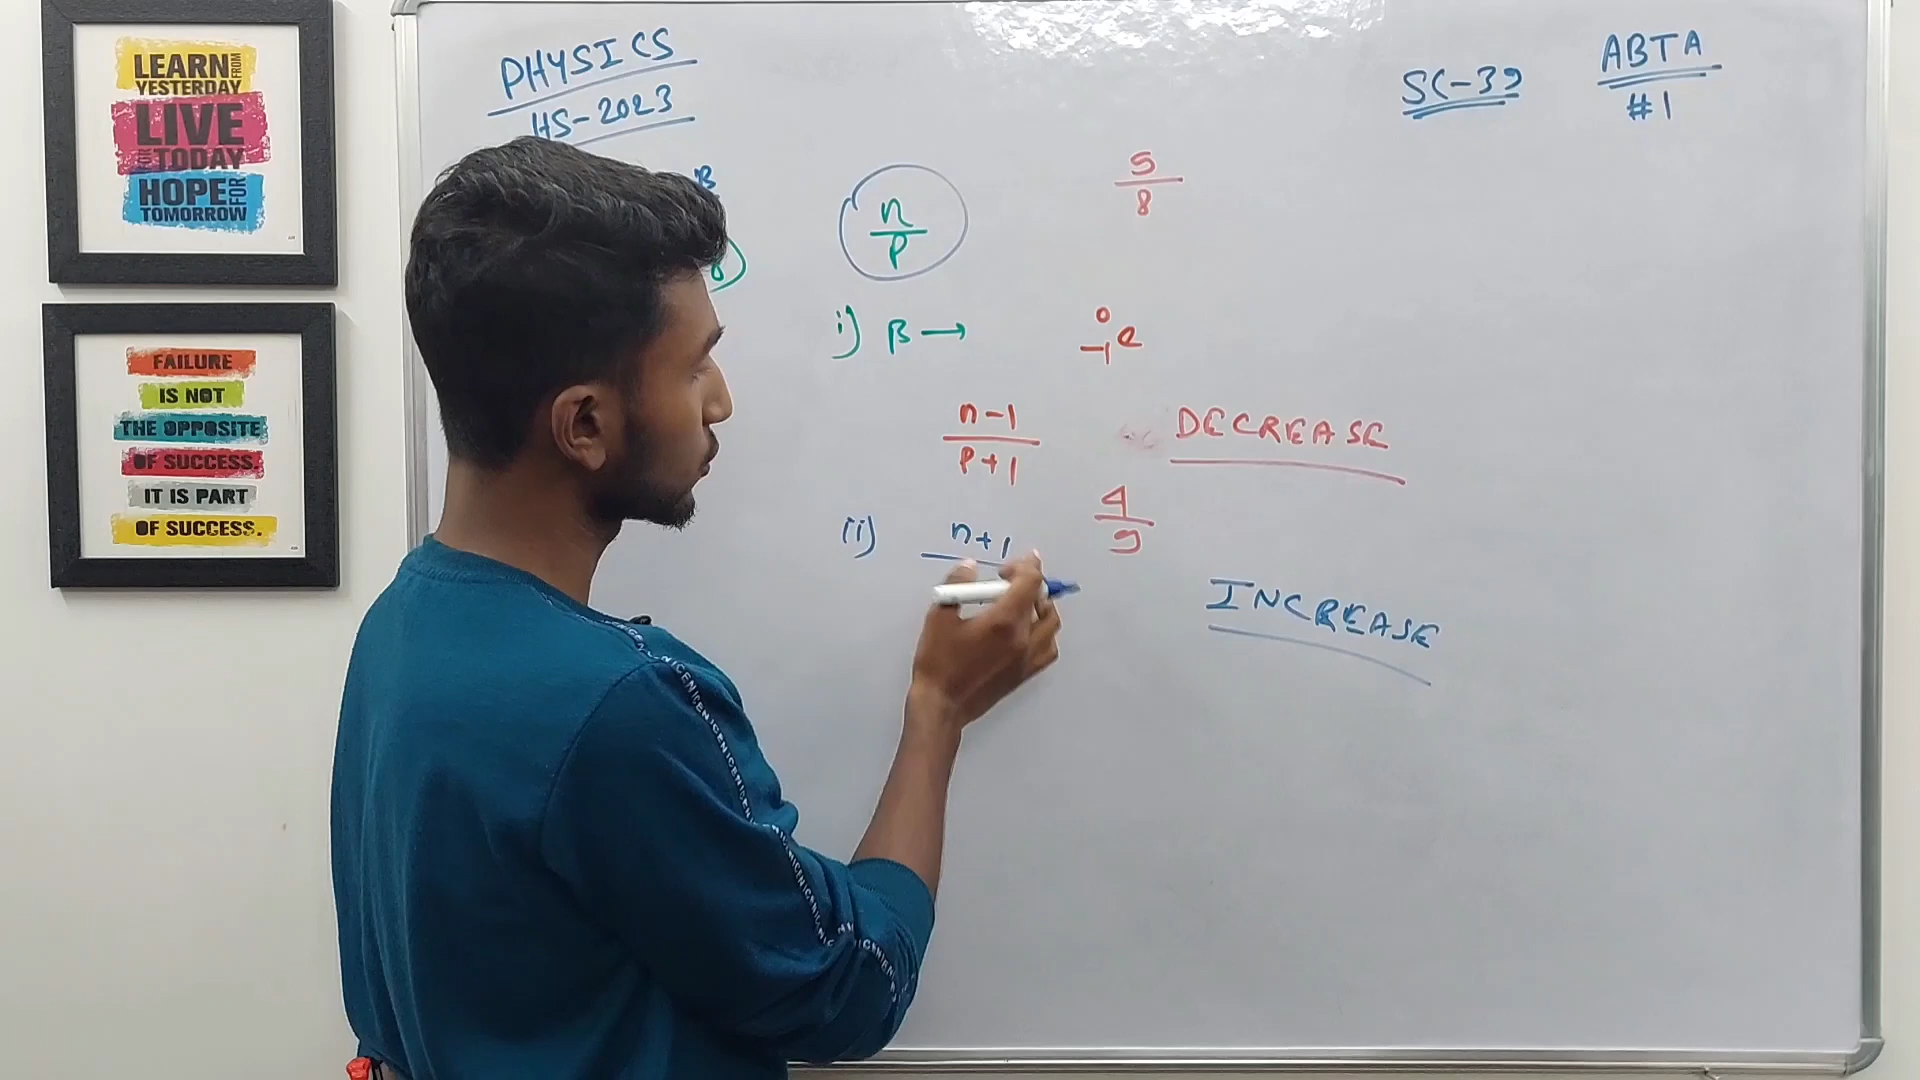 LEARN FROM
YESTERDAY
LIVE
FOR TODAY
HOPE FOR
TOMORROW
FAILURE
IS NOT
THE OPPOSITE
OF SUCCESS.
IT IS PART
OF SUCCESS.
PHYSICS
HS-2023
SC-39
ABTA
#1
β
n
P
5
8
i) β →
0
-1 e
n-1
P+1
DECREASE
4
9
ii)
n+1
INCREASE